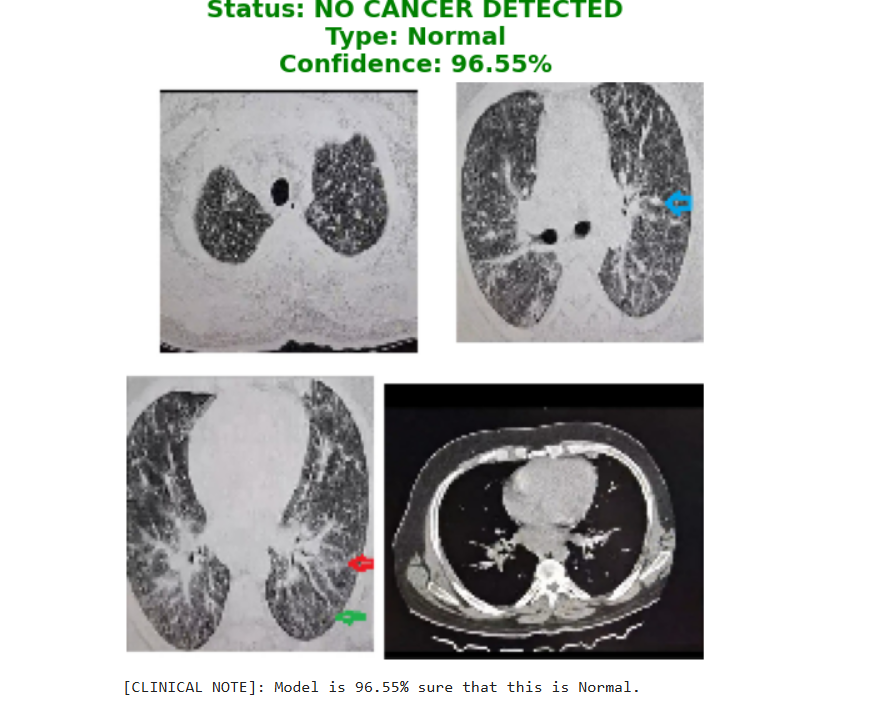 Status: NO CANCER DETECTED
Type: Normal
Confidence: 96.55%
[CLINICAL NOTE]: Model is 96.55% sure that this is Normal.